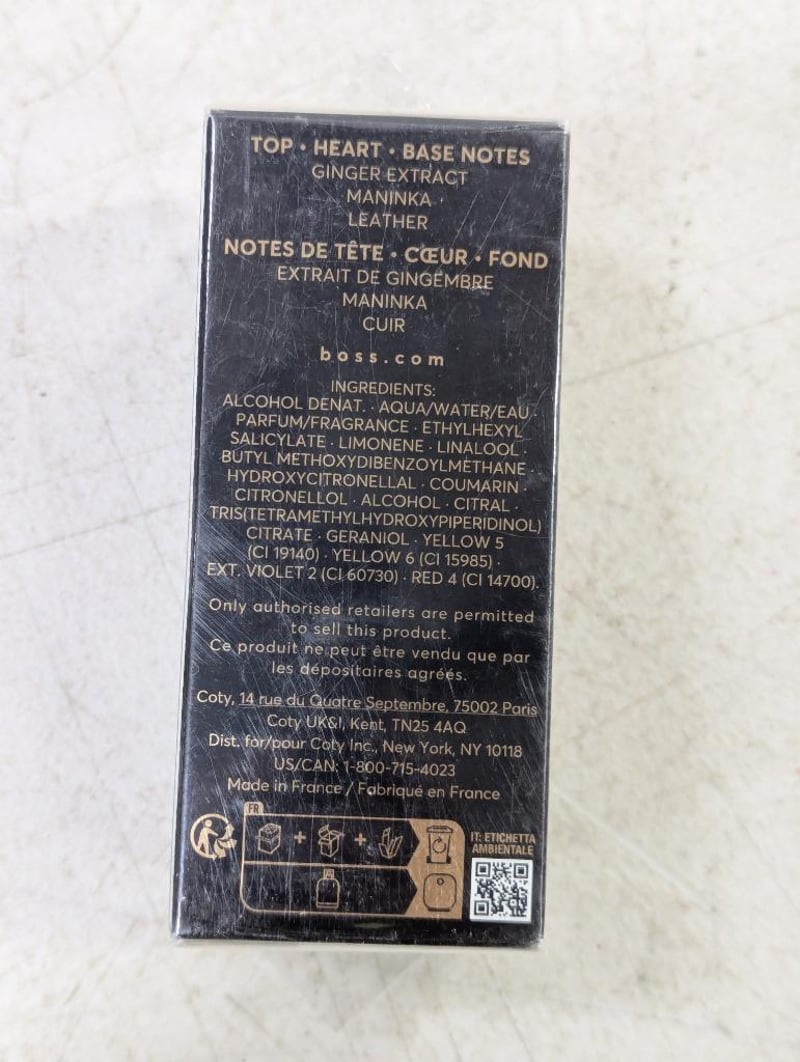 TOP • HEART • BASE NOTES
GINGER EXTRACT
MANINKA
LEATHER
NOTES DE TÊTE • CŒUR • FOND
EXTRAIT DE GINGEMBRE
MANINKA
CUIR
boss.com
INGREDIENTS:
ALCOHOL DENAT. · AQUA/WATER/EAU ·
PARFUM/FRAGRANCE · ETHYLHEXYL
SALICYLATE · LIMONENE · LINALOOL ·
BUTYL METHOXYDIBENZOYLMETHANE ·
HYDROXYCITRONELLAL · COUMARIN ·
CITRONELLOL · ALCOHOL · CITRAL ·
TRIS(TETRAMETHYLHYDROXYPIPERIDINOL)
CITRATE · GERANIOL · YELLOW 5
(CI 19140) · YELLOW 6 (CI 15985) ·
EXT. VIOLET 2 (CI 60730) · RED 4 (CI 14700).
Only authorised retailers are permitted
to sell this product.
Ce produit ne peut être vendu que par
les dépositaires agréés.
Coty, 14 rue du Quatre Septembre, 75002 Paris
Coty UK&I, Kent, TN25 4AQ
Dist. for/pour Coty Inc., New York, NY 10118
US/CAN: 1-800-715-4023
Made in France / Fabriqué en France
FR
IT: ETICHETTA
AMBIENTALE